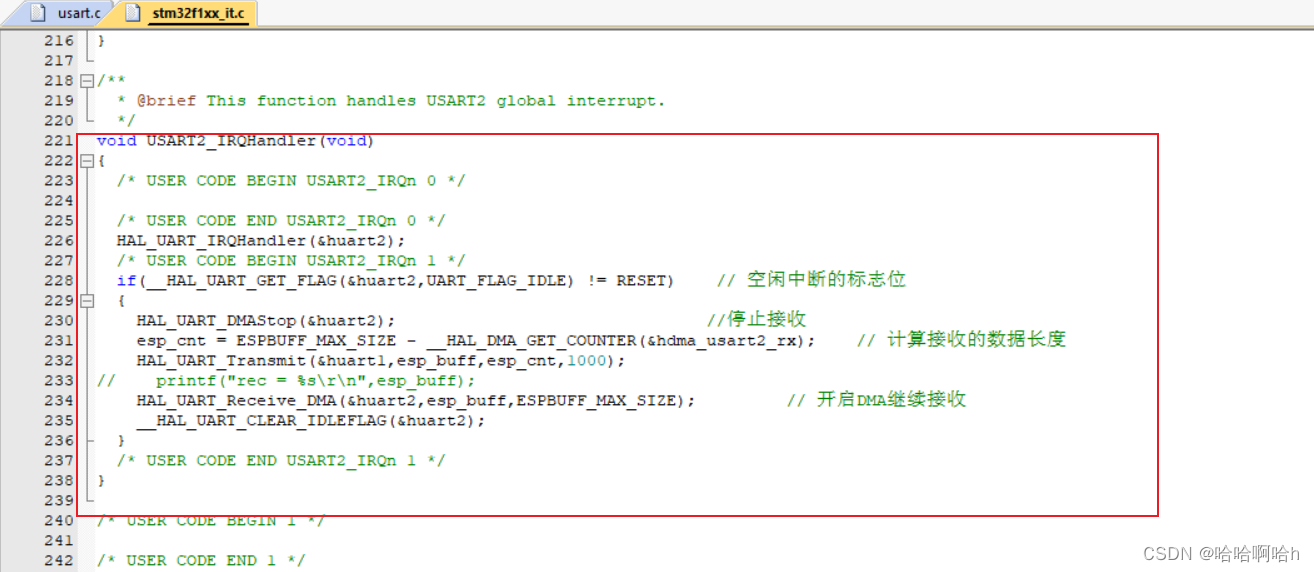 usart.c stm32f1xx_it.c
216 }
217
218 /**
219 * @brief This function handles USART2 global interrupt.
220 */
221 void USART2_IRQHandler(void)
222 {
223 /* USER CODE BEGIN USART2_IRQn 0 */
224
225 /* USER CODE END USART2_IRQn 0 */
226 HAL_UART_IRQHandler(&huart2);
227 /* USER CODE BEGIN USART2_IRQn 1 */
228 if(__HAL_UART_GET_FLAG(&huart2,UART_FLAG_IDLE) != RESET) // 空闲中断的标志位
229 {
230 HAL_UART_DMAStop(&huart2); //停止接收
231 esp_cnt = ESPBUFF_MAX_SIZE - __HAL_DMA_GET_COUNTER(&hdma_usart2_rx); // 计算接收的数据长度
232 HAL_UART_Transmit(&huart1,esp_buff,esp_cnt,1000);
233 // printf("rec = %s\r\n",esp_buff);
234 HAL_UART_Receive_DMA(&huart2,esp_buff,ESPBUFF_MAX_SIZE); // 开启DMA继续接收
235 __HAL_UART_CLEAR_IDLEFLAG(&huart2);
236 }
237 /* USER CODE END USART2_IRQn 1 */
238 }
239
240 /* USER CODE BEGIN 1 */
241
242 /* USER CODE END 1 */
CSDN @哈哈啊哈h